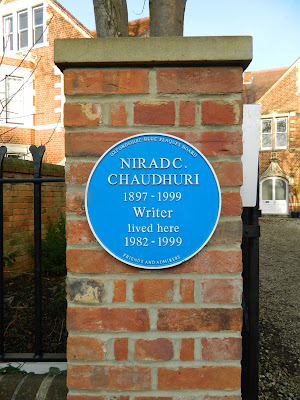 OXFORDSHIRE BLUE PLAQUES BOARD
NIRAD C.
CHAUDHURI
1897 - 1999
Writer
lived here
1982 - 1999
FRIENDS AND ADMIRERS